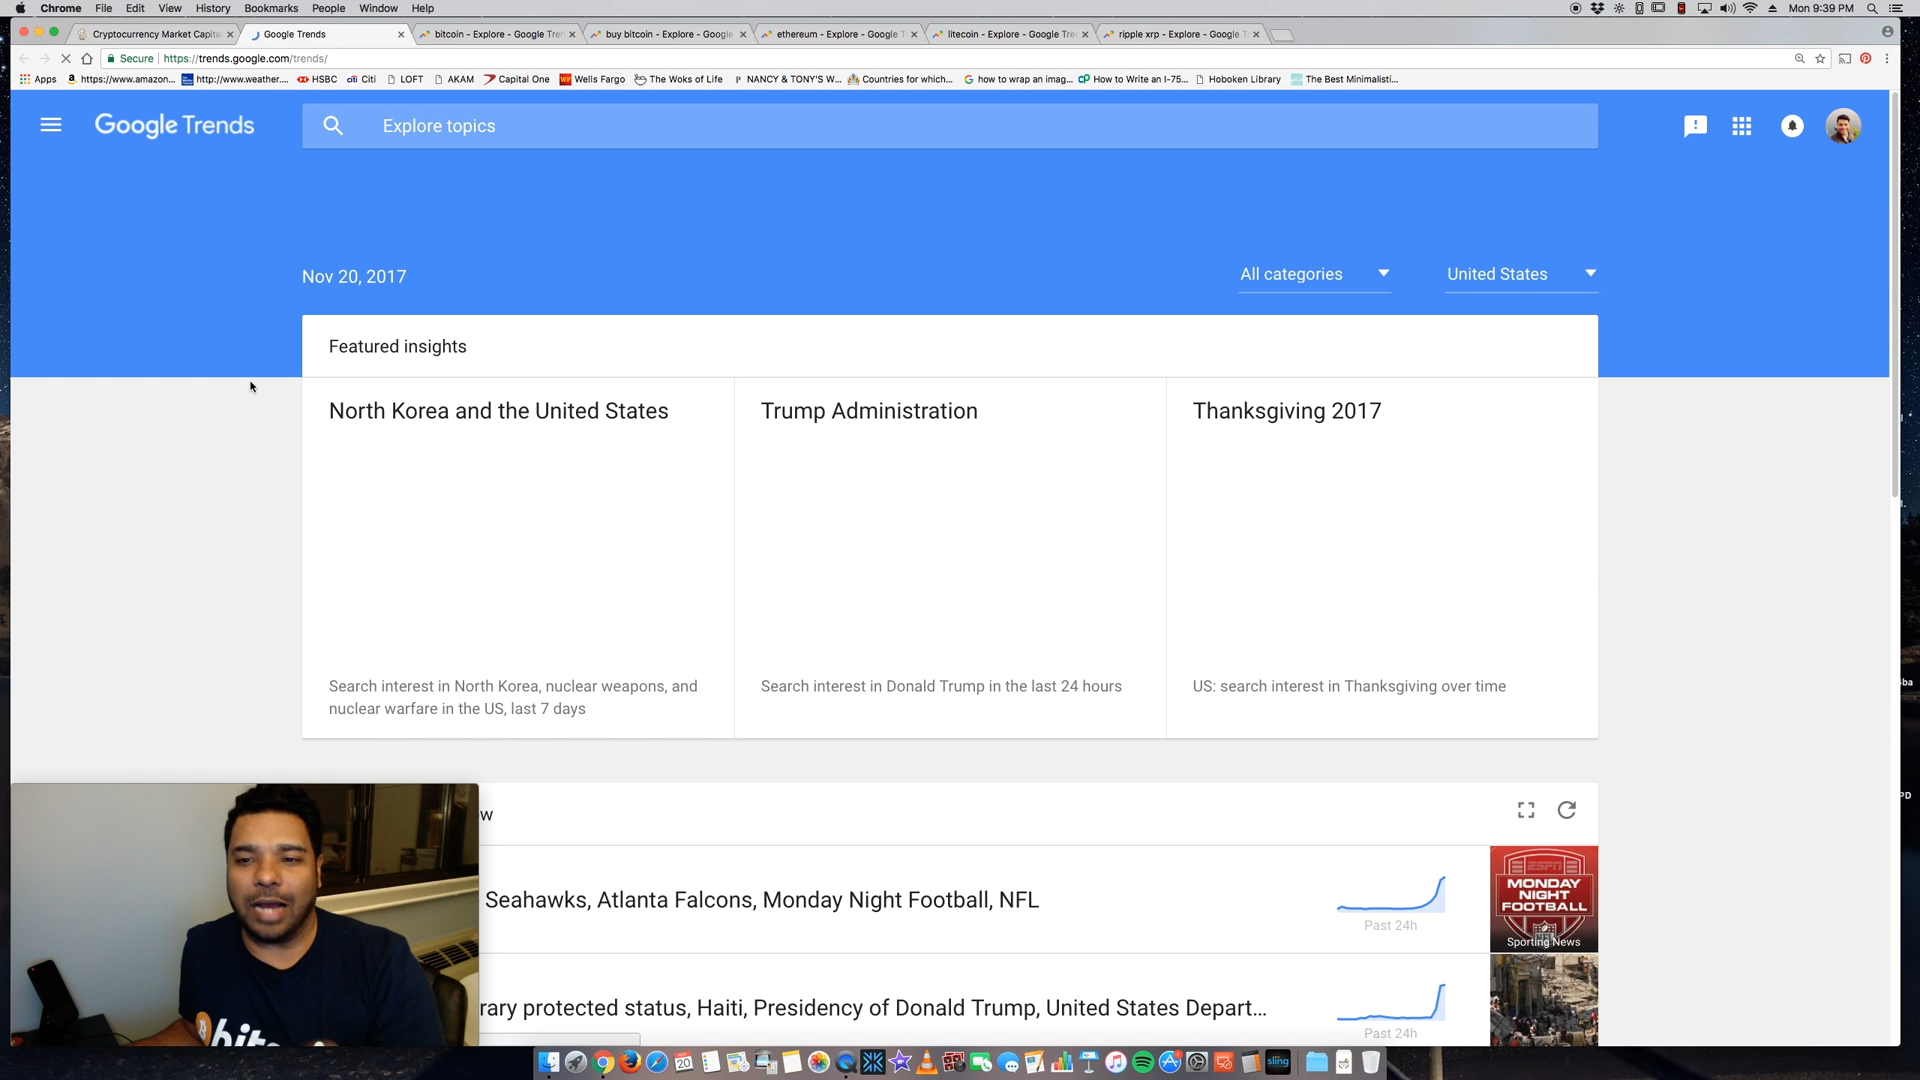 Chrome File Edit View History Bookmarks People Window Help
Mon 9:39 PM
Cryptocurrency Market Capital
Google Trends
bitcoin - Explore - Google Tren
buy bitcoin - Explore - Google
ethereum - Explore - Google T
litecoin - Explore - Google Tre
ripple xrp - Explore - Google T
Secure https://trends.google.com/trends/
Apps https://www.amazon... http://www.weather.... HSBC Citi LOFT AKAM Capital One Wells Fargo The Woks of Life NANCY & TONY'S W... Countries for which... how to wrap an imag... How to Write an I-75... Hoboken Library The Best Minimalisti...
Google Trends
Explore topics
Nov 20, 2017
All categories
United States
Featured insights
North Korea and the United States
Trump Administration
Thanksgiving 2017
Search interest in North Korea, nuclear weapons, and
nuclear warfare in the US, last 7 days
Search interest in Donald Trump in the last 24 hours
US: search interest in Thanksgiving over time
w
Seahawks, Atlanta Falcons, Monday Night Football, NFL
Past 24h
ESPN
MONDAY
NIGHT
FOOTBALL
Sporting News
rary protected status, Haiti, Presidency of Donald Trump, United States Depart...
Past 24h
bitc
20
sling